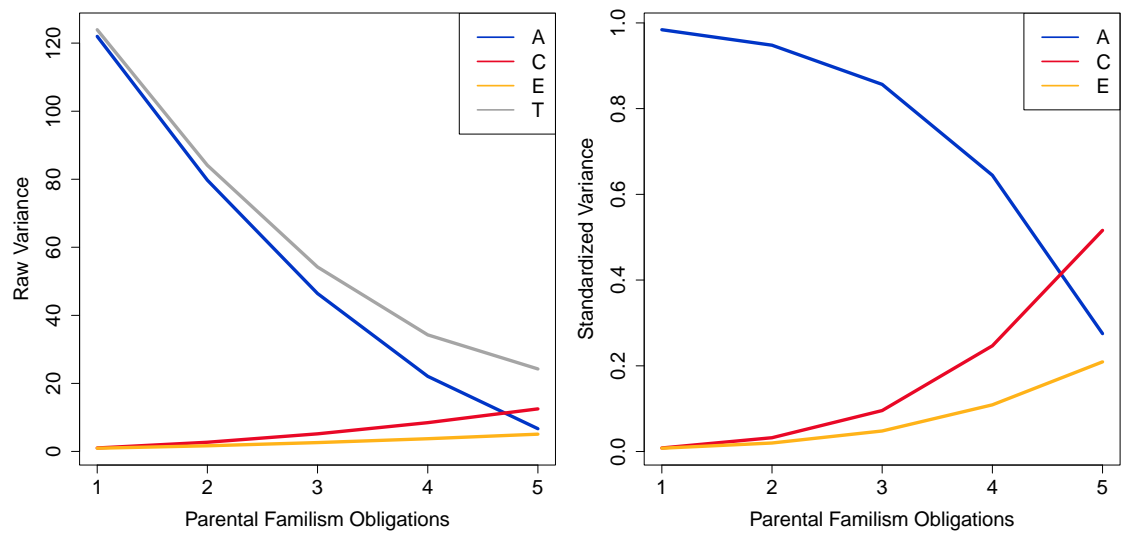 Raw Variance
120
100
80
60
40
20
0
1 2 3 4 5
Parental Familism Obligations
A
C
E
T
Standardized Variance
1.0
0.8
0.6
0.4
0.2
0.0
1 2 3 4 5
Parental Familism Obligations
A
C
E